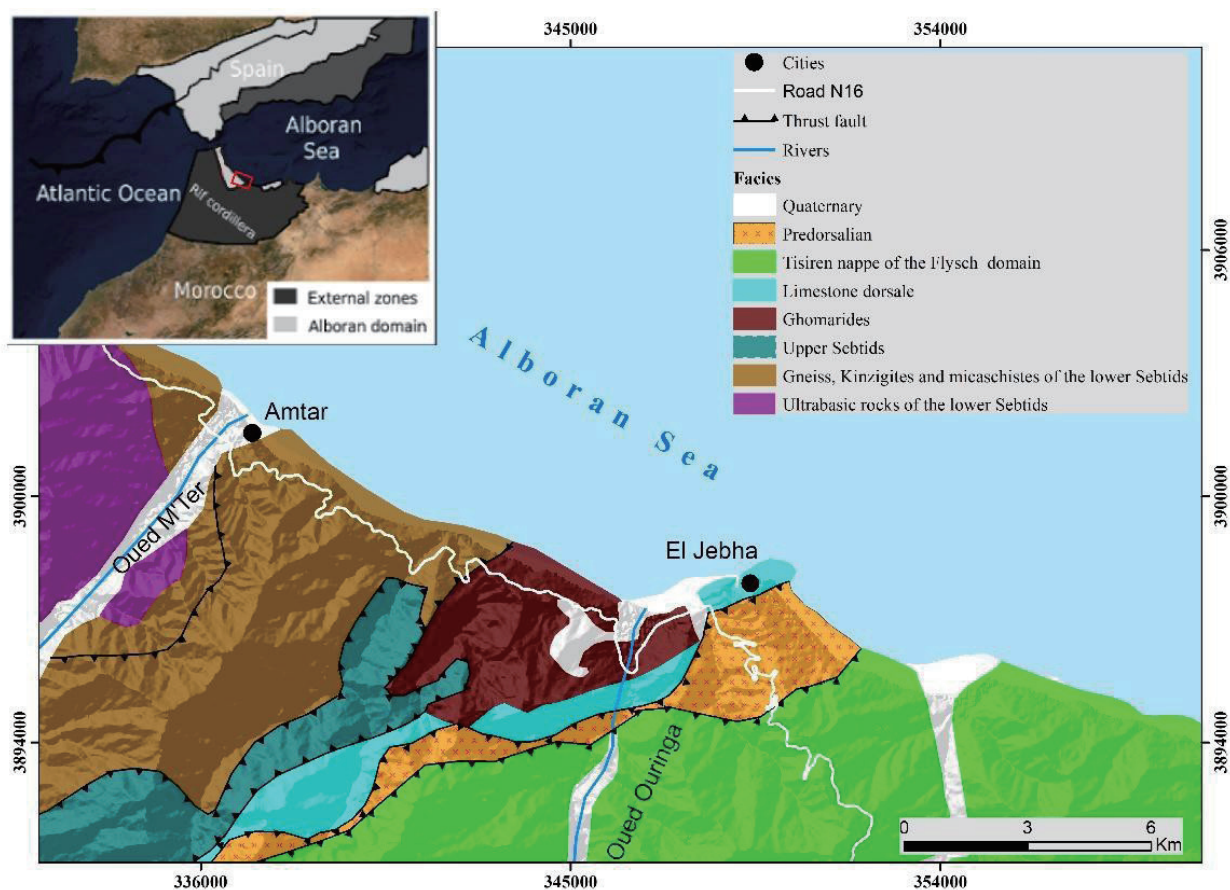 Spain
Alboran
Sea
Atlantic Ocean
Rif cordillera
Morocco
External zones
Alboran domain
345000
354000
Cities
Road N16
Thrust fault
Rivers
Facies
Quaternary
Predorsalian
Tisiren nappe of the Flysch domain
Limestone dorsale
Ghomarides
Upper Sebtids
Gneiss, Kinzigites and micaschistes of the lower Sebtids
Ultrabasic rocks of the lower Sebtids
3906000
Alboran Sea
Amtar
Oued M'Ter
3900000
3900000
El Jebha
Oued Ouringa
3894000
3894000
0 3 6
Km
336000
345000
354000